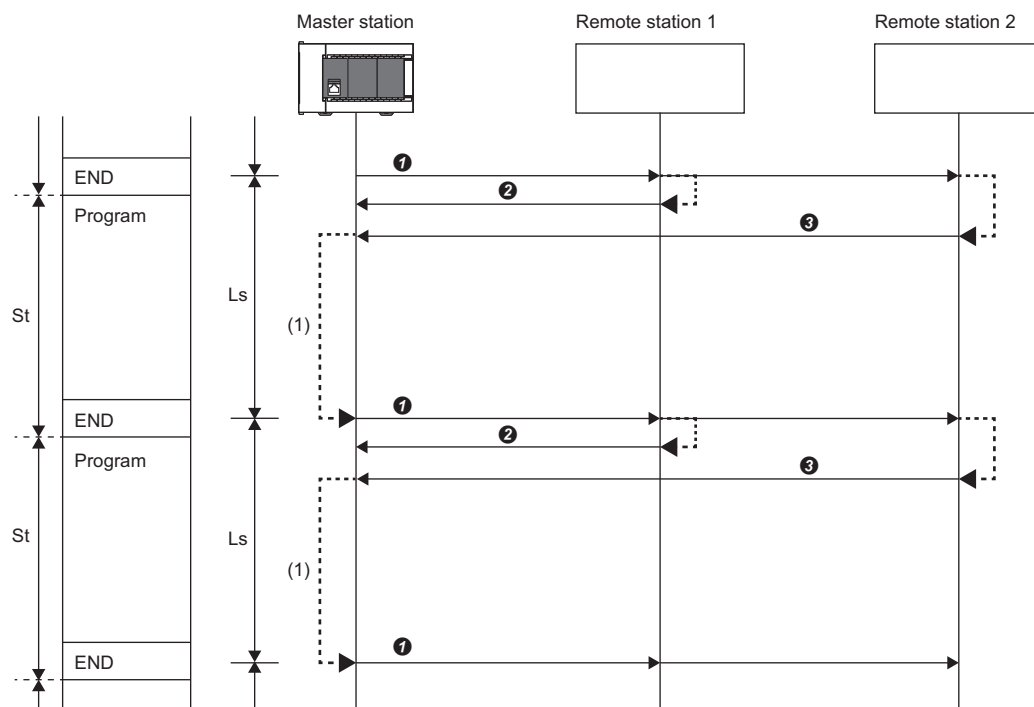 Master station
Remote station 1
Remote station 2
END
❶
❷
Program
❸
Ls
St
(1)
END
❶
❷
Program
❸
St
Ls
(1)
END
❶